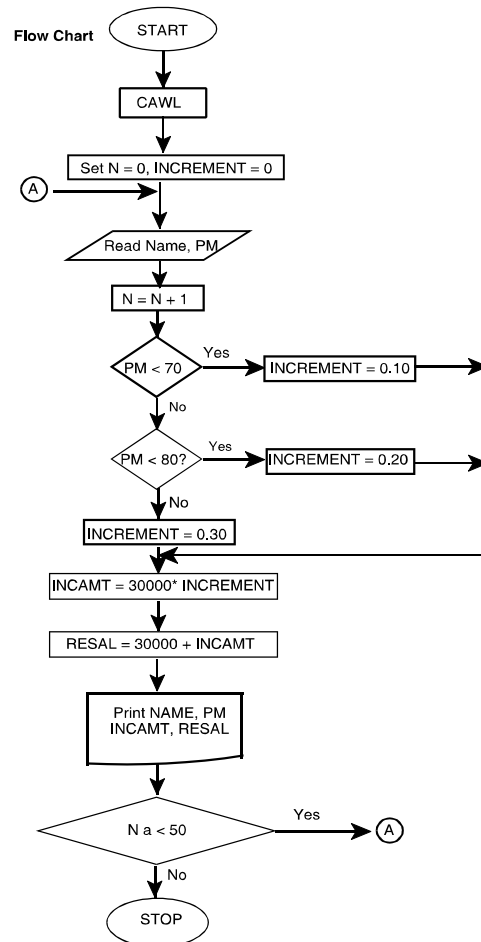 START
Flow Chart
CAWL
Set N = 0, INCREMENT = 0
A
Read Name, PM
N = N + 1
PM < 70
Yes
INCREMENT = 0.10
No
PM < 80?
Yes
INCREMENT = 0.20
No
INCREMENT = 0.30
INCAMT = 30000* INCREMENT
RESAL = 30000 + INCAMT
Print NAME, PM
INCAMT, RESAL
N a < 50
Yes
A
No
STOP